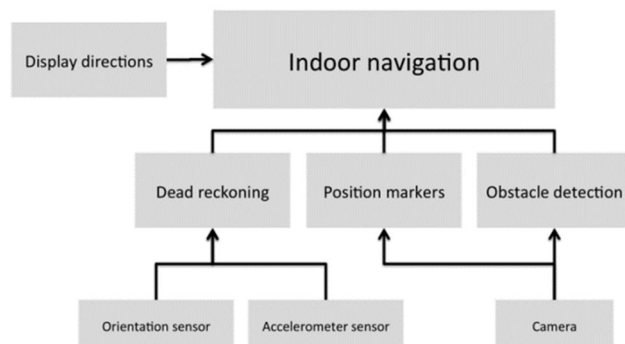 Display directions
Indoor navigation
Dead reckoning
Position markers
Obstacle detection
Orientation sensor
Accelerometer sensor
Camera